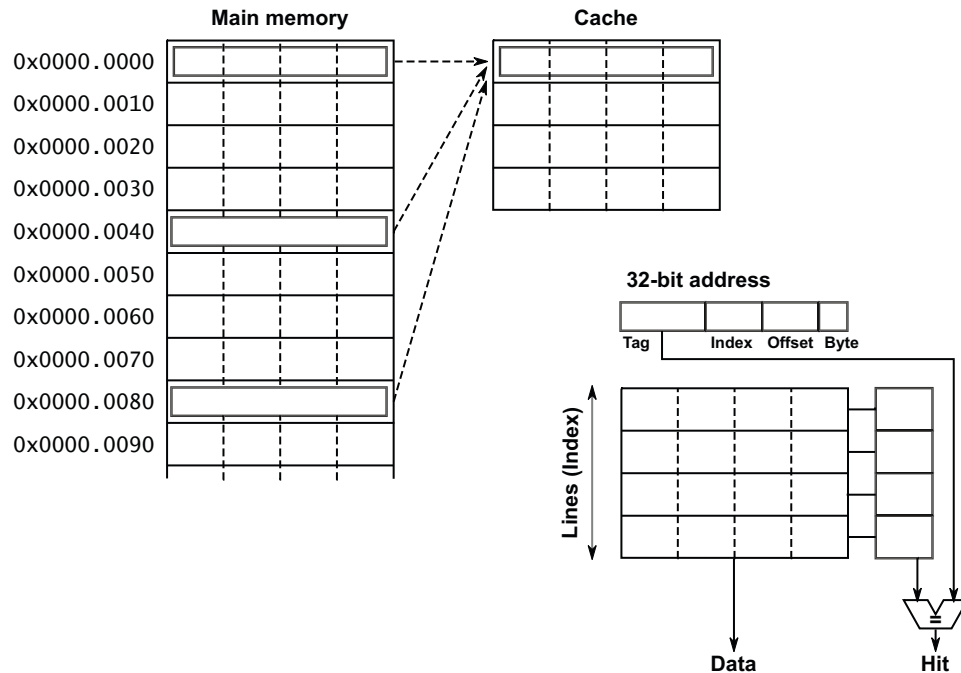 Main memory
Cache
0x0000.0000
0x0000.0010
0x0000.0020
0x0000.0030
0x0000.0040
0x0000.0050
0x0000.0060
0x0000.0070
0x0000.0080
0x0000.0090
32-bit address
Tag Index Offset Byte
Lines (Index)
=
Data
Hit